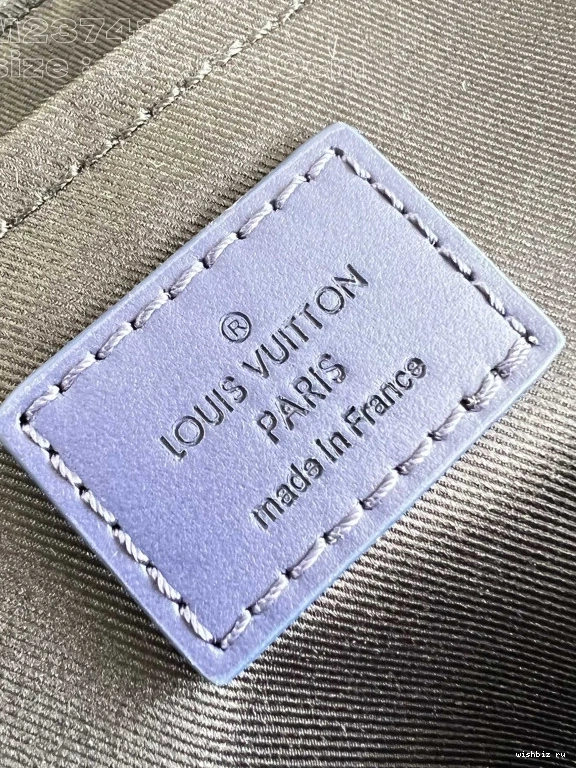 ®
LOUIS VUITTON
PARIS
made In France
wishbiz ru